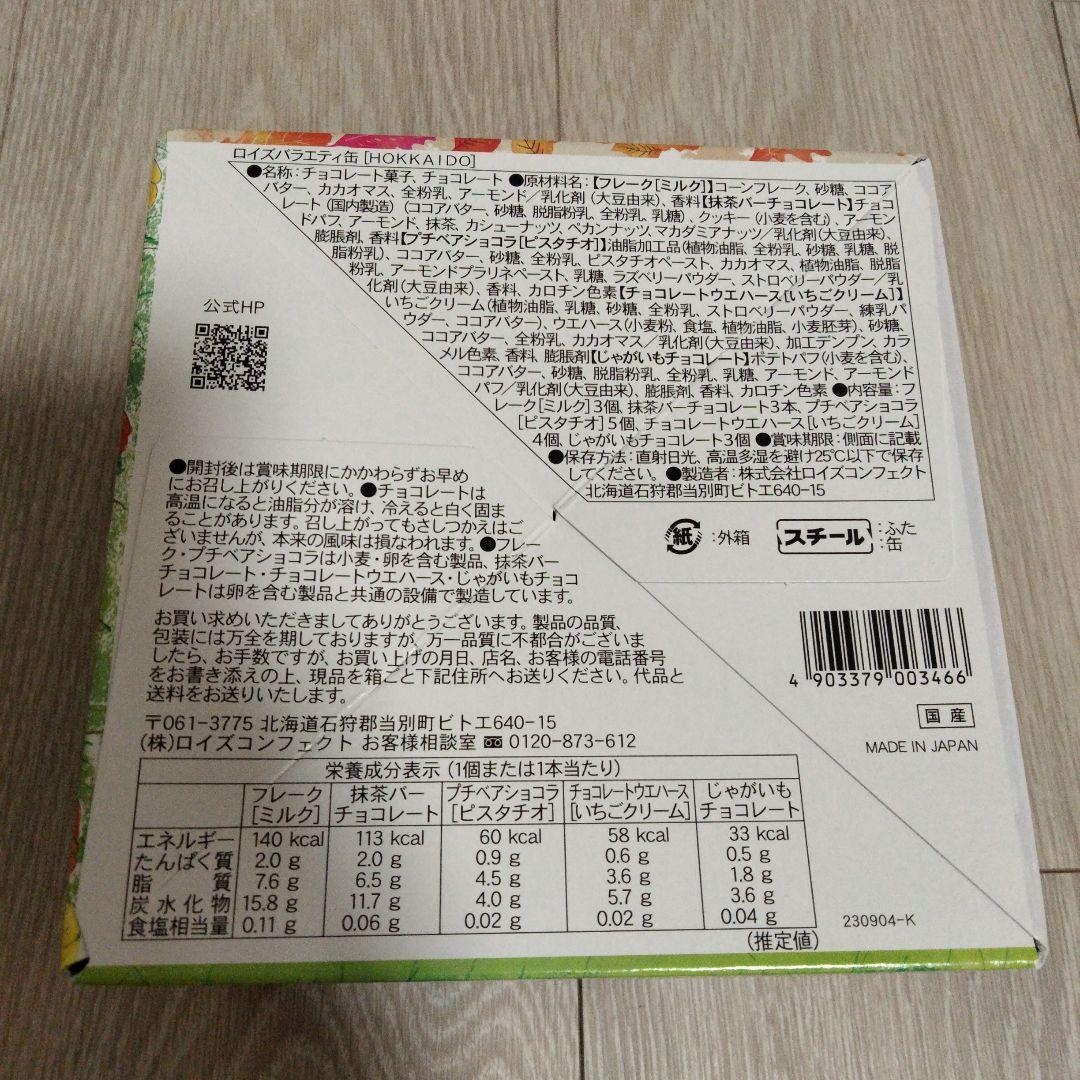 ロイズバラエティ缶 [HOKKAIDO]
●名称：チョコレート菓子、チョコレート ●原材料名：【フレーク[ミルク]】コーンフレーク、砂糖、ココア
バター、カカオマス、全粉乳、アーモンド／乳化剤（大豆由来）、香料【抹茶バーチョコレート】チョコ
レート（国内製造）（ココアバター、砂糖、脱脂粉乳、全粉乳、乳糖）、クッキー（小麦を含む）、アーモン
ドパフ、アーモンド、抹茶、カシューナッツ、ペカンナッツ、マカダミアナッツ／乳化剤（大豆由来）、
膨脹剤、香料【プチベアショコラ[ピスタチオ]】油脂加工品（植物油脂、全粉乳、砂糖、乳糖、脱
脂粉乳）、ココアバター、砂糖、全粉乳、ピスタチオペースト、カカオマス、植物油脂、脱脂
粉乳、アーモンドプラリネペースト、乳糖、ラズベリーパウダー、ストロベリーパウダー／乳
化剤（大豆由来）、香料、カロチン色素【チョコレートウエハース[いちごクリーム]】
いちごクリーム（植物油脂、乳糖、砂糖、全粉乳、ストロベリーパウダー、練乳パ
ウダー、ココアバター）、ウエハース（小麦粉、食塩、植物油脂、小麦胚芽）、砂糖、
ココアバター、全粉乳、カカオマス／乳化剤（大豆由来）、加工デンプン、カラ
メル色素、香料、膨脹剤【じゃがいもチョコレート】ポテトパフ（小麦を含む）、
ココアバター、砂糖、脱脂粉乳、全粉乳、乳糖、アーモンド、アーモンド
パフ／乳化剤（大豆由来）、膨脹剤、香料、カロチン色素 ●内容量：フ
レーク[ミルク]3個、抹茶バーチョコレート3本、プチベアショコラ
[ピスタチオ]5個、チョコレートウエハース[いちごクリーム]
4個、じゃがいもチョコレート3個 ●賞味期限：側面に記載
●保存方法：直射日光、高温多湿を避け25℃以下で保存
してください。 ●製造者：株式会社ロイズコンフェクト
北海道石狩郡当別町ビトエ640-15
公式HP
紙：外箱
スチール：ふた
缶
●開封後は賞味期限にかかわらずお早め
にお召し上がりください。●チョコレートは
高温になると油脂分が溶け、冷えると白く固ま
ることがあります。召し上がってもさしつかえはご
ざいませんが、本来の風味は損なわれます。●フレー
ク・プチベアショコラは小麦・卵を含む製品、抹茶バー
チョコレート・チョコレートウエハース・じゃがいもチョコ
レートは卵を含む製品と共通の設備で製造しています。
お買い求めいただきましてありがとうございます。製品の品質、
包装には万全を期しておりますが、万一品質に不都合がございま
したら、お手数ですが、お買い上げの月日、店名、お客様の電話番号
をお書き添えの上、現品を箱ごと下記住所へお送りください。代品と
送料をお送りいたします。
〒061-3775 北海道石狩郡当別町ビトエ640-15
（株）ロイズコンフェクト お客様相談室 0120-873-612
4 903379 003466
国産
MADE IN JAPAN
栄養成分表示（1個または1本当たり）
フレーク[ミルク] 抹茶バーチョコレート プチベアショコラ[ピスタチオ] チョコレートウエハース[いちごクリーム] じゃがいもチョコレート
エネルギー 140 kcal 113 kcal 60 kcal 58 kcal 33 kcal
たんぱく質 2.0 g 2.0 g 0.9 g 0.6 g 0.5 g
脂質 7.6 g 6.5 g 4.5 g 3.6 g 1.8 g
炭水化物 15.8 g 11.7 g 4.0 g 5.7 g 3.6 g
食塩相当量 0.11 g 0.06 g 0.02 g 0.02 g 0.04 g
（推定値）
230904-K